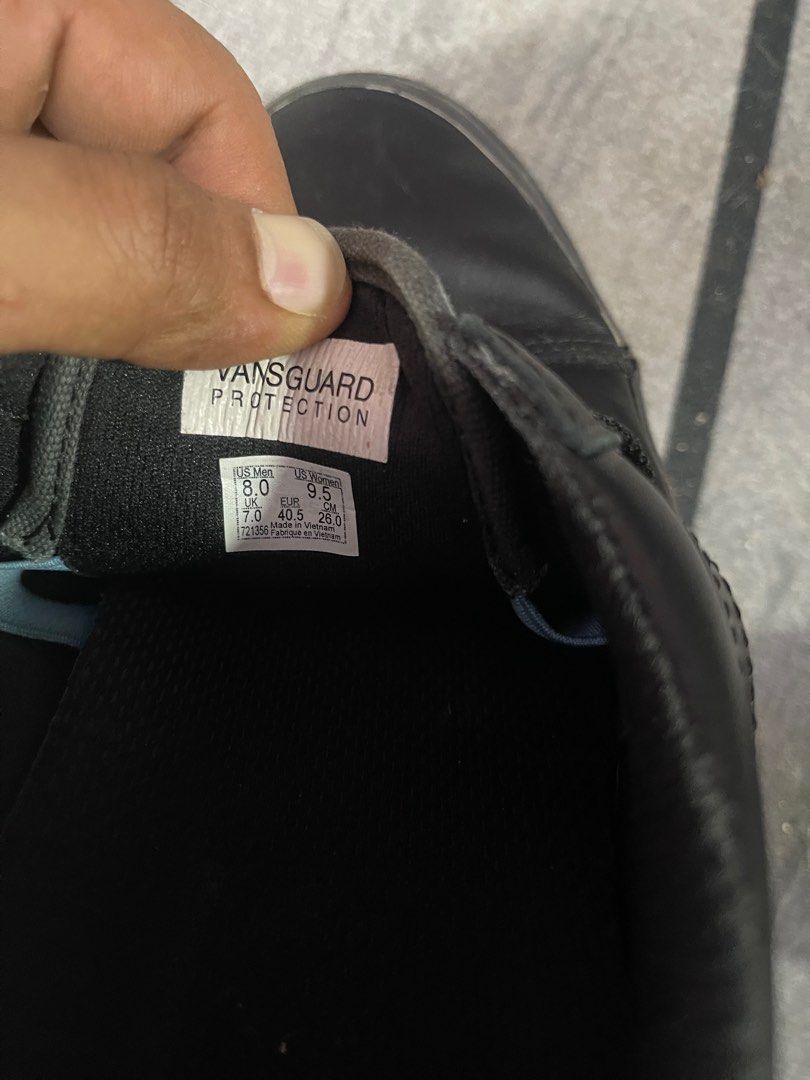 VANSGUARD
PROTECTION
US Men US Women
8.0 9.5
UK EUR CM
7.0 40.5 26.0
Made in Vietnam
721356 Fabrique en Vietnam